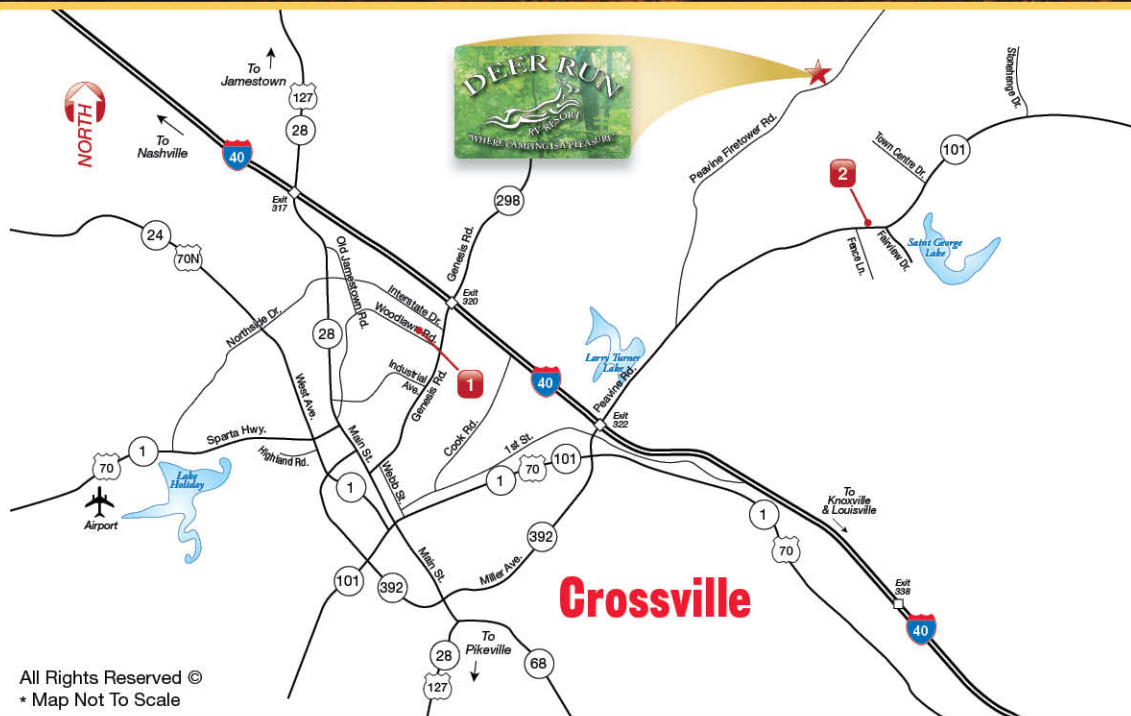 DEER RUN
RV RESORT
"WHERE CAMPING IS A PLEASURE"
NORTH
To
Jamestown
127
28
To
Nashville
40
Exit
317
298
Genesis Rd.
Exit
320
Peavine Firetower Rd.
Stonehenge Dr.
Town Centre Dr.
101
2
Fence Ln.
Fairview Dr.
Saint George
Lake
24
70N
Old Jamestown Rd.
Interstate Dr.
Woodlawn Rd.
Northside Dr.
28
1
Industrial
Ave.
Genesis Rd.
Larry Turner
Lake
40
Peavine Rd.
Exit
322
West Ave.
Main St.
Cook Rd.
1st St.
Sparta Hwy.
Highland Rd.
1
70
Airport
Lake
Holiday
Webb St.
1
1
70
101
1
70
To
Knoxville
& Louisville
Exit
338
40
392
Miller Ave.
Main St.
101
392
Crossville
28
127
To
Pikeville
68
All Rights Reserved ©
* Map Not To Scale